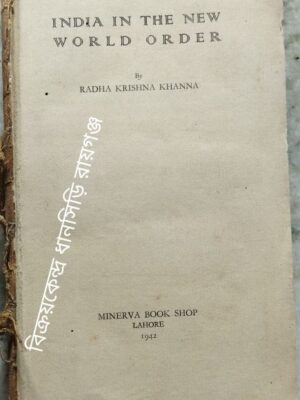 INDIA IN THE NEW
WORLD ORDER
By
RADHA KRISHNA KHANNA
বিক্রয়কেন্দ্র ধানসিড়ি রায়গঞ্জ
MINERVA BOOK SHOP
LAHORE
1942